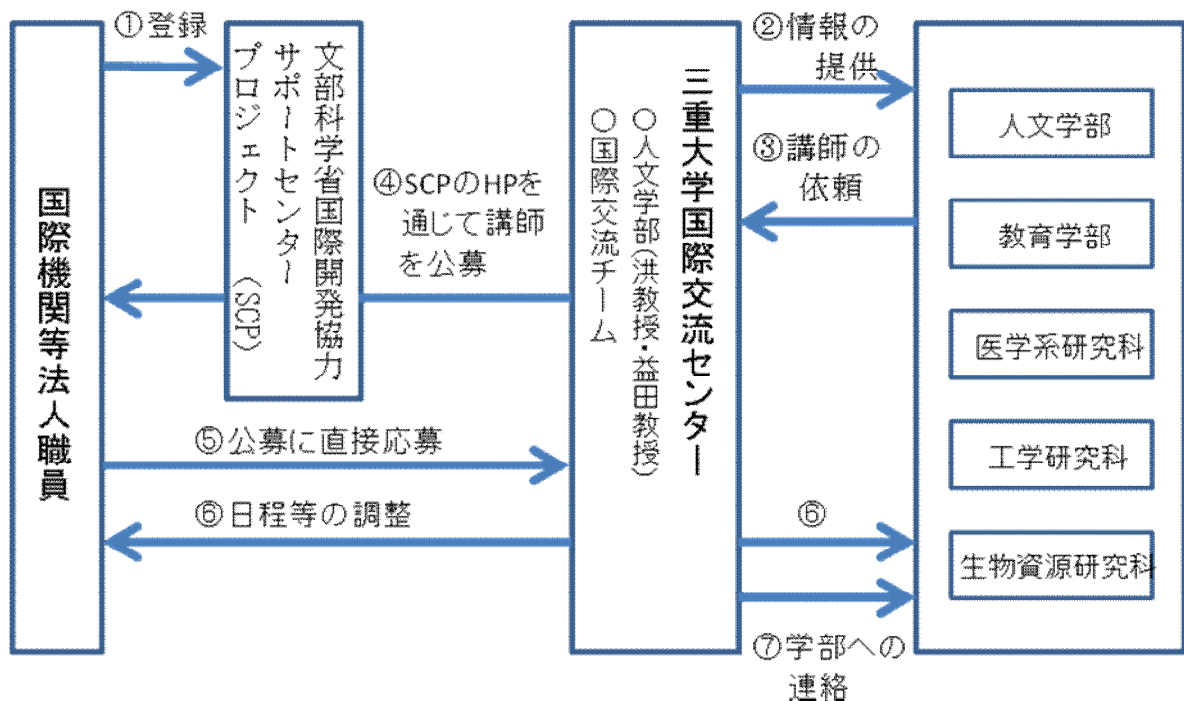 ①登録
国際機関等法人職員
文部科学省国際開発協力
サポートセンター
プロジェクト (SCP)
④SCPのHPを
通じて講師
を公募
⑤公募に直接応募
⑥日程等の調整
三重大学国際交流センター
○人文学部(洪教授・益田教授)
○国際交流チーム
②情報の
提供
③講師の
依頼
⑥
⑦学部への
連絡
人文学部
教育学部
医学系研究科
工学研究科
生物資源研究科